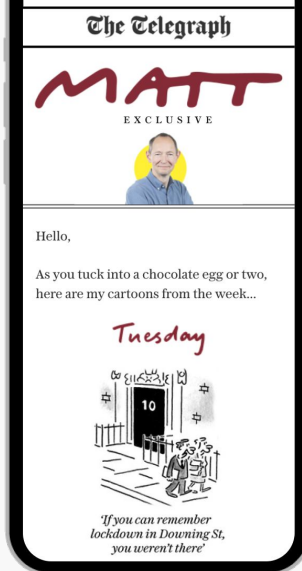 The Telegraph
MATT
EXCLUSIVE
Hello,
As you tuck into a chocolate egg or two,
here are my cartoons from the week...
Tuesday
10
'If you can remember
lockdown in Downing St,
you weren't there'